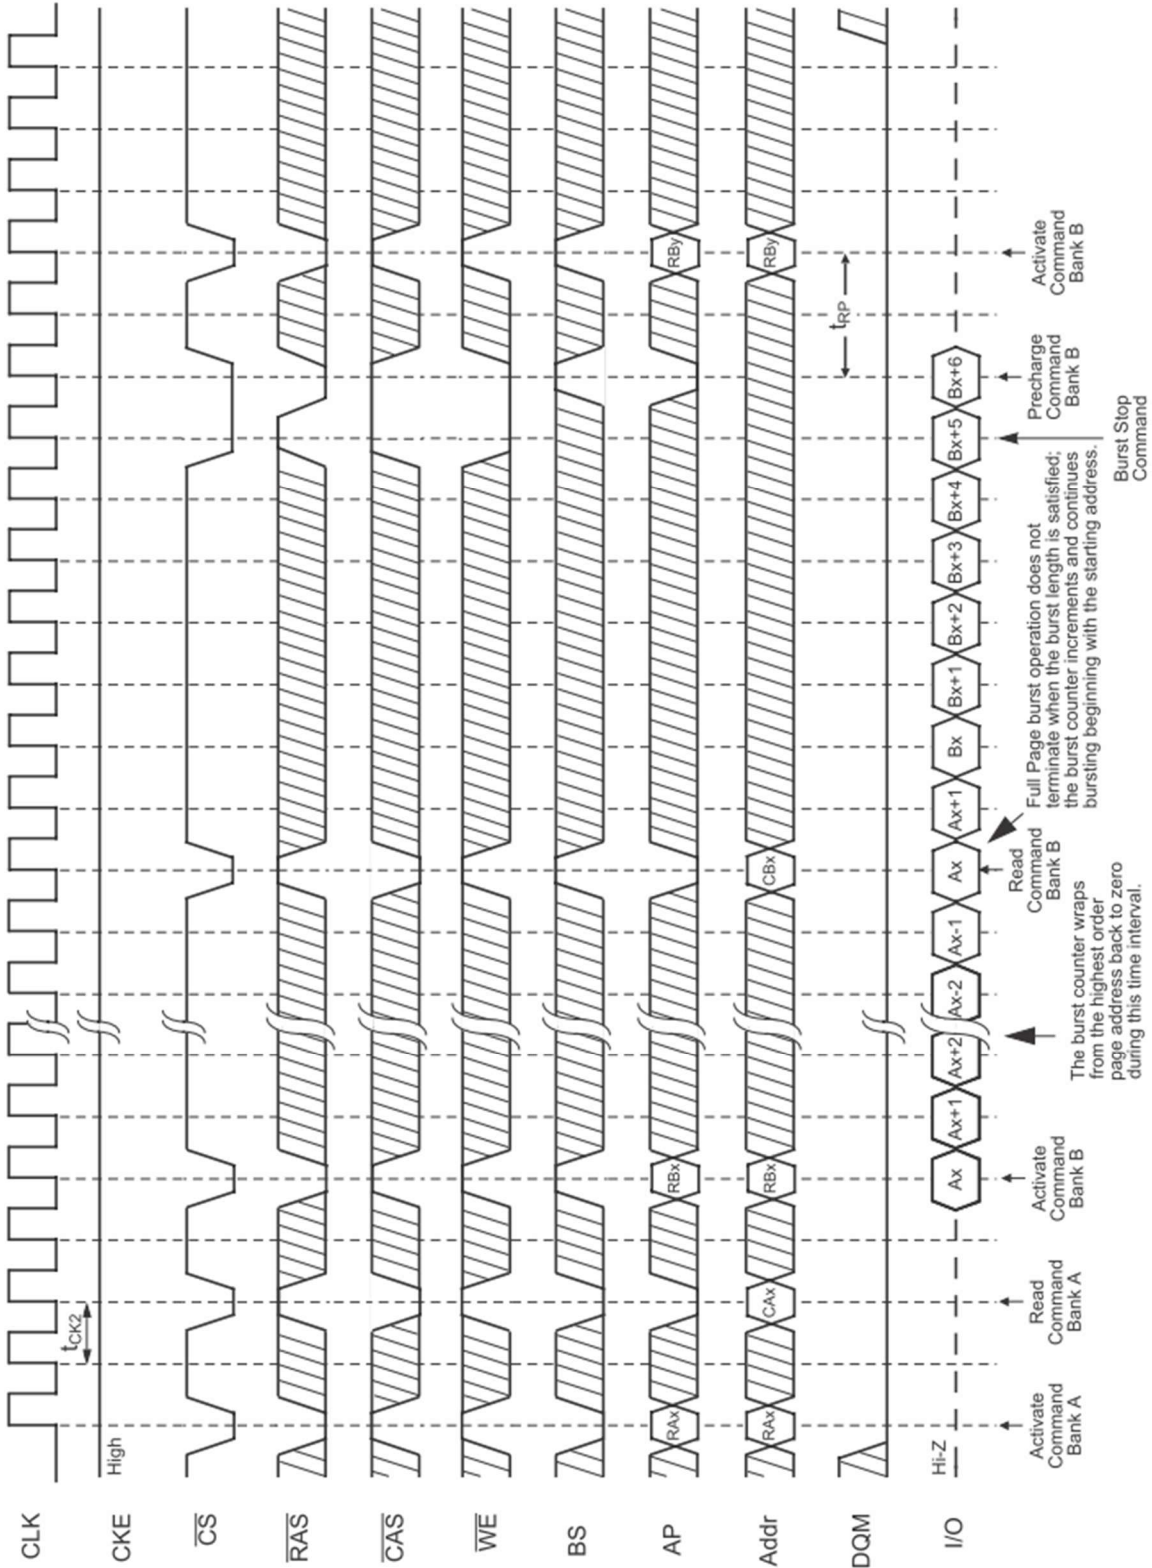 CLK
CKE
CS
RAS
CAS
WE
BS
AP
Addr
DQM
I/O
tCK2
High
RAx
RBx
RBy
RAx
CAx
RBx
CBx
RBy
tRP
Hi-Z
Ax
Ax+1
Ax+2
Ax-2
Ax-1
Ax
Ax+1
Bx
Bx+1
Bx+2
Bx+3
Bx+4
Bx+5
Bx+6
Activate
Command
Bank A
Read
Command
Bank A
Activate
Command
Bank B
The burst counter wraps
from the highest order
page address back to zero
during this time interval.
Read
Command
Bank B
Full Page burst operation does not
terminate when the burst length is satisfied;
the burst counter increments and continues
bursting beginning with the starting address.
Burst Stop
Command
Precharge
Command
Bank B
Activate
Command
Bank B